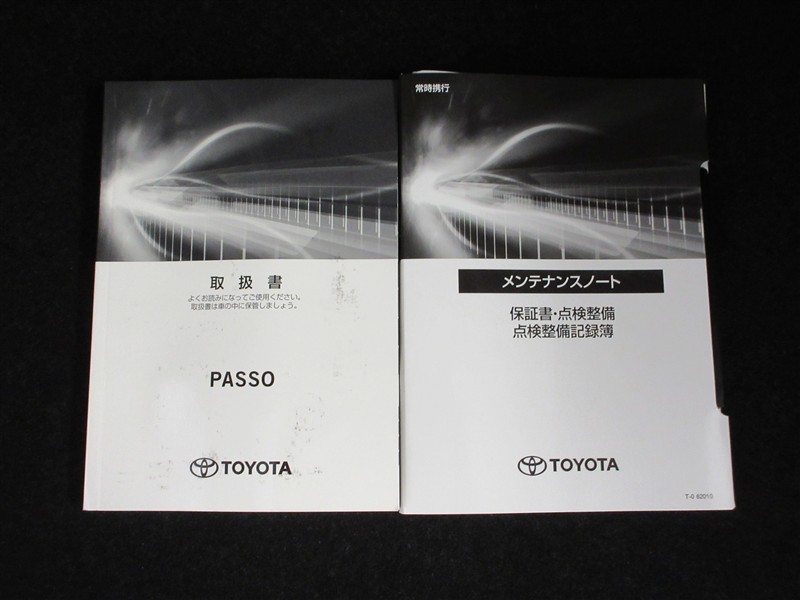 取扱書
よくお読みになってご使用ください。
取扱書は車の中に保管しましょう。
PASSO
TOYOTA
常時携行
メンテナンスノート
保証書・点検整備
点検整備記録簿
TOYOTA
T-0 62010